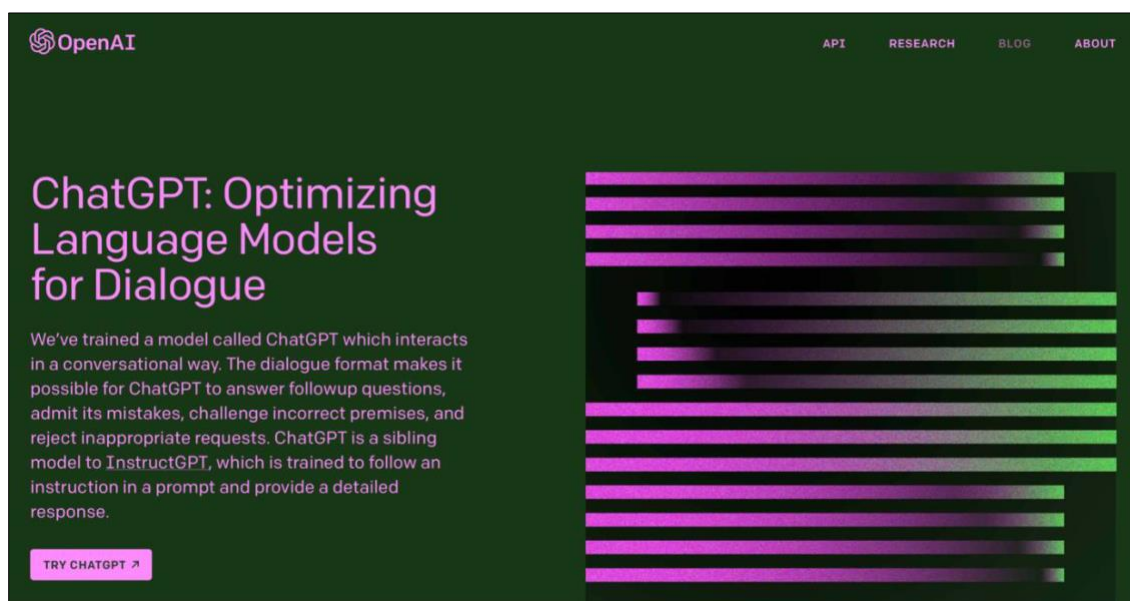 OpenAI
API RESEARCH BLOG ABOUT
ChatGPT: Optimizing
Language Models
for Dialogue
We've trained a model called ChatGPT which interacts
in a conversational way. The dialogue format makes it
possible for ChatGPT to answer followup questions,
admit its mistakes, challenge incorrect premises, and
reject inappropriate requests. ChatGPT is a sibling
model to InstructGPT, which is trained to follow an
instruction in a prompt and provide a detailed
response.
TRY CHATGPT ↗